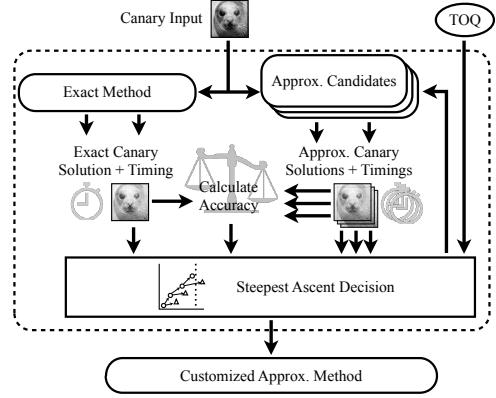 Canary Input
TOQ
Exact Method
Approx. Candidates
Exact Canary
Solution + Timing
Approx. Canary
Solutions + Timings
Calculate
Accuracy
Steepest Ascent Decision
Customized Approx. Method